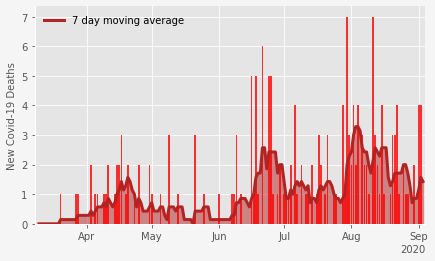 7 day moving average
New Covid-19 Deaths
7
6
5
4
3
2
1
0
Apr
May
Jun
Jul
Aug
Sep
2020